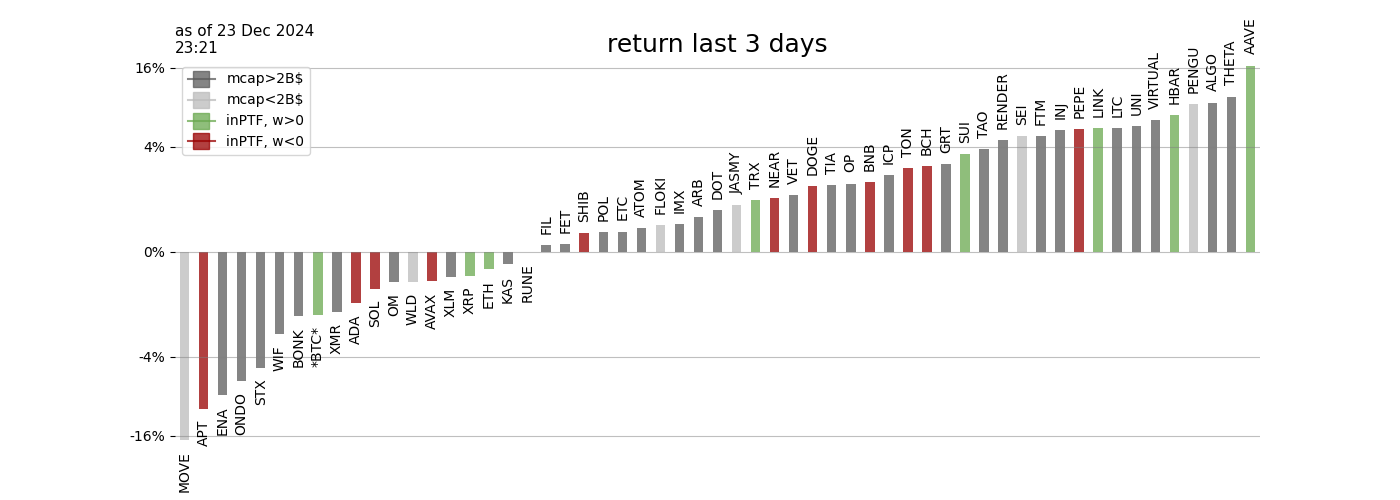 as of 23 Dec 2024
23:21
return last 3 days
16%
4%
0%
-4%
-16%
mcap>2B$
mcap<2B$
inPTF, w>0
inPTF, w<0
MOVE
APT
ENA
ONDO
STX
WIF
BONK
*BTC*
XMR
ADA
SOL
OM
WLD
AVAX
XLM
XRP
ETH
KAS
RUNE
FIL
FET
SHIB
POL
ETC
ATOM
FLOKI
IMX
ARB
DOT
JASMY
TRX
NEAR
VET
DOGE
TIA
OP
BNB
ICP
TON
BCH
GRT
SUI
TAO
RENDER
SEI
FTM
INJ
PEPE
LINK
LTC
UNI
VIRTUAL
HBAR
PENGU
ALGO
THETA
AAVE